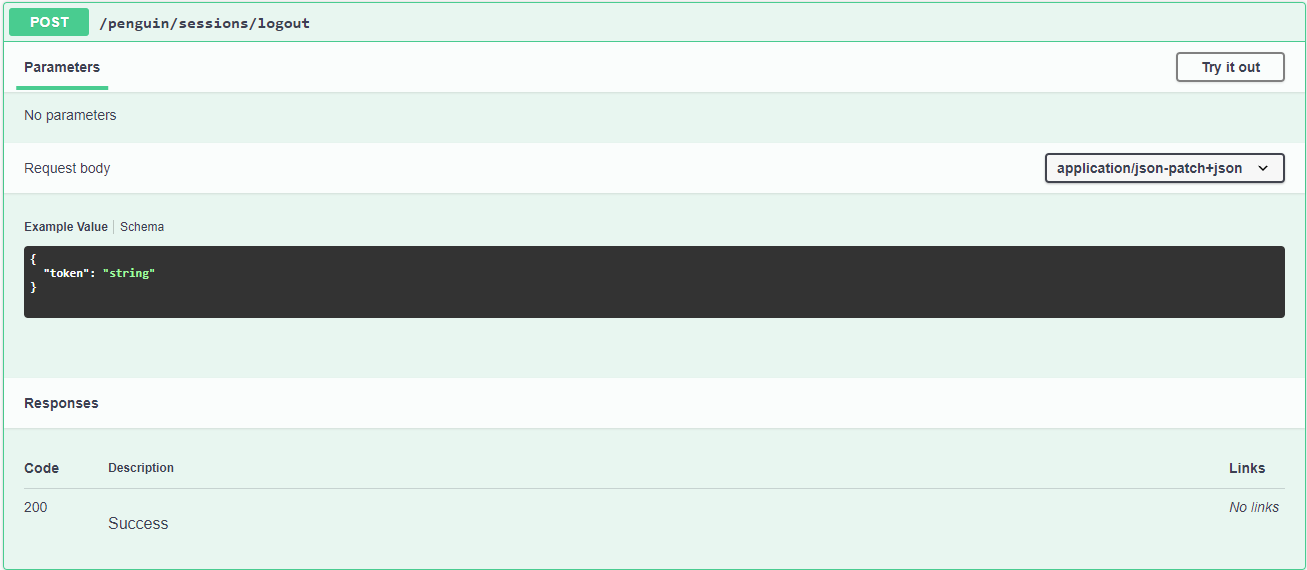 POST /penguin/sessions/logout
Parameters
Try it out
No parameters
Request body
application/json-patch+json
Example Value Schema
{
"token": "string"
}
Responses
Code Description Links
200 Success No links